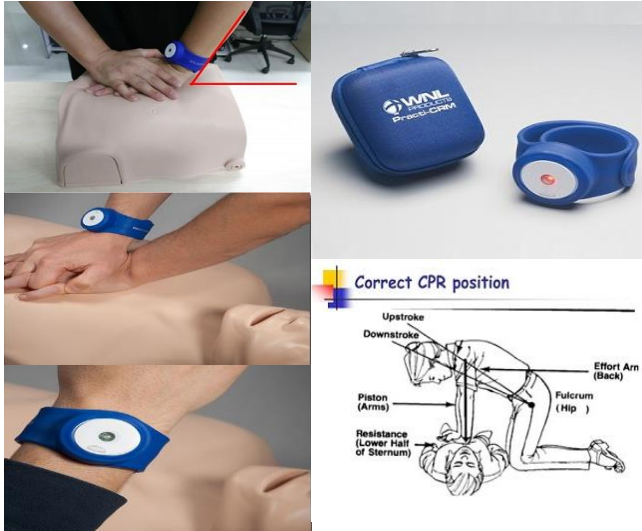 WNL
PRODUCTS
Practi-CRM
Correct CPR position
Upstroke
Downstroke
Effort Arm
(Back)
Piston
(Arms)
Fulcrum
(Hip )
Resistance
(Lower Half
of Sternum)